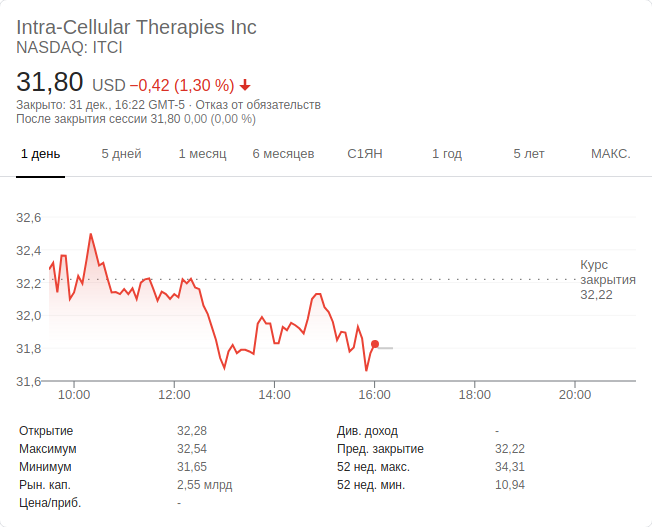 Intra-Cellular Therapies Inc
NASDAQ: ITCI
31,80 USD −0,42 (1,30 %)
Закрыто: 31 дек., 16:22 GMT-5 · Отказ от обязательств
После закрытия сессии 31,80 0,00 (0,00 %)
1 день 5 дней 1 месяц 6 месяцев С1ЯН 1 год 5 лет МАКС.
32,6
32,4
32,2
32,0
31,8
31,6
Курс
закрытия
32,22
10:00 12:00 14:00 16:00 18:00 20:00
Открытие 32,28 Див. доход -
Максимум 32,54 Пред. закрытие 32,22
Минимум 31,65 52 нед. макс. 34,31
Рын. кап. 2,55 млрд 52 нед. мин. 10,94
Цена/приб. -